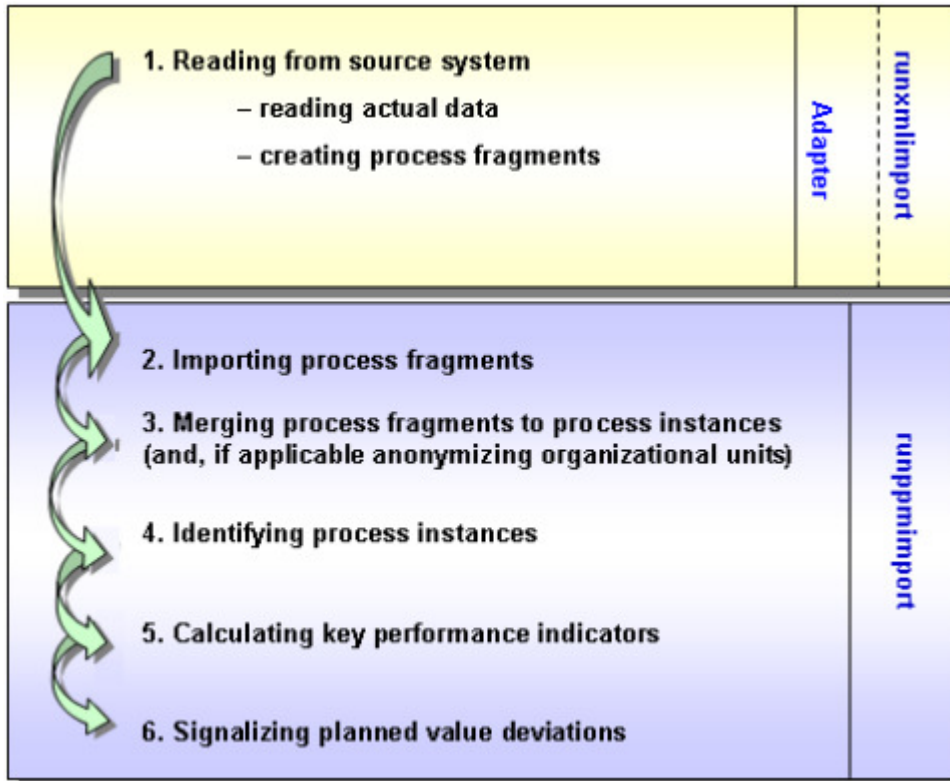 1. Reading from source system
– reading actual data
– creating process fragments
Adapter
runxmlimport
2. Importing process fragments
3. Merging process fragments to process instances
(and, if applicable anonymizing organizational units)
4. Identifying process instances
5. Calculating key performance indicators
6. Signalizing planned value deviations
runppmimport